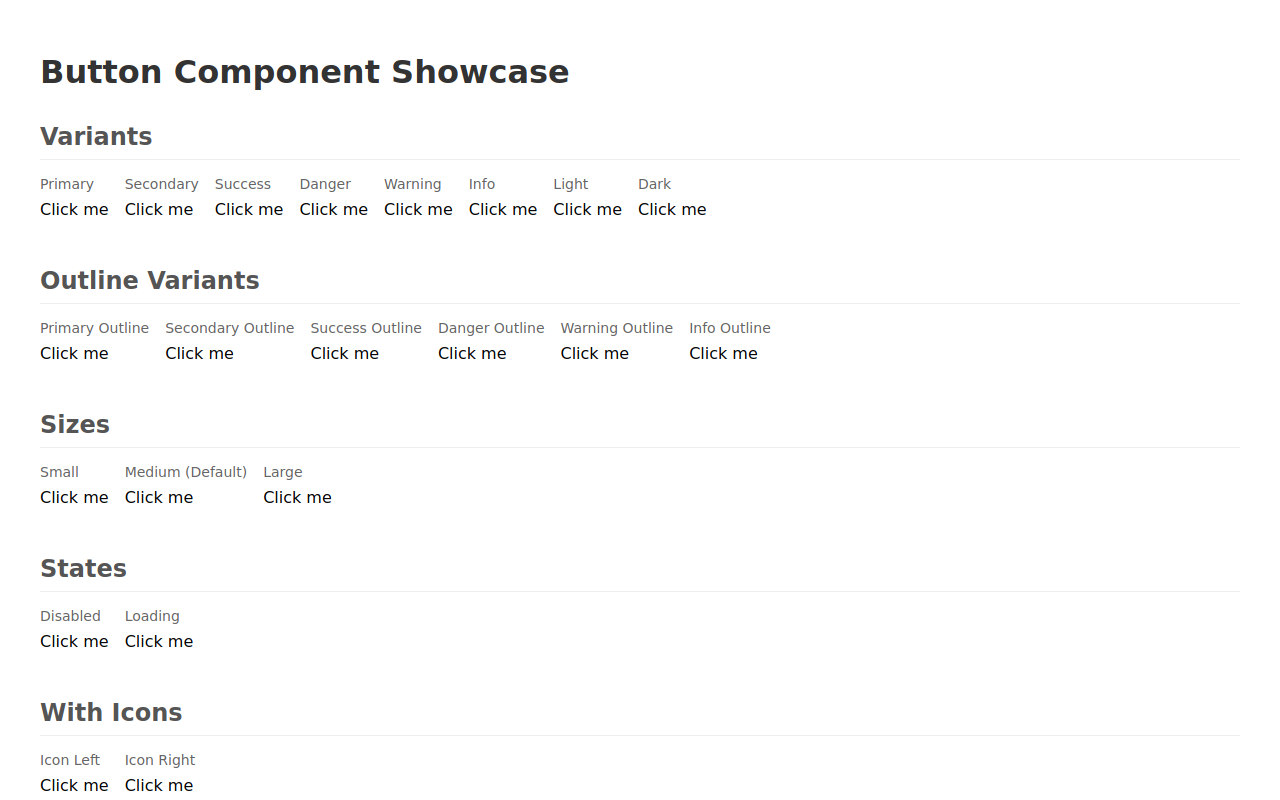 Button Component Showcase
Variants
Primary Secondary Success Danger Warning Info Light Dark
Click me Click me Click me Click me Click me Click me Click me Click me
Outline Variants
Primary Outline Secondary Outline Success Outline Danger Outline Warning Outline Info Outline
Click me Click me Click me Click me Click me Click me
Sizes
Small Medium (Default) Large
Click me Click me Click me
States
Disabled Loading
Click me Click me
With Icons
Icon Left Icon Right
Click me Click me